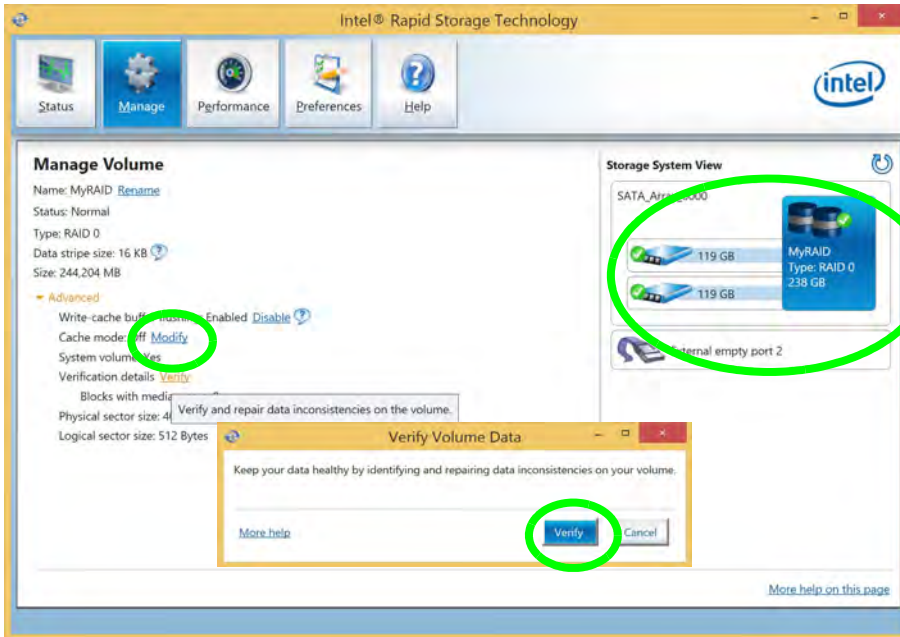 Intel® Rapid Storage Technology
Status
Manage
Performance
Preferences
Help
intel
Manage Volume
Name: MyRAID Rename
Status: Normal
Type: RAID 0
Data stripe size: 16 KB
Size: 244,204 MB
Advanced
Write-cache buffer flushing: Enabled Disable
Cache mode: Off Modify
System volume: Yes
Verification details Verify
Blocks with media
Physical sector size:
Logical sector size: 512 Bytes
Verify and repair data inconsistencies on the volume.
Verify Volume Data
Keep your data healthy by identifying and repairing data inconsistencies on your volume.
More help
Verify
Cancel
Storage System View
SATA_Array_0000
119 GB
119 GB
MyRAID
Type: RAID 0
238 GB
External empty port 2
More help on this page